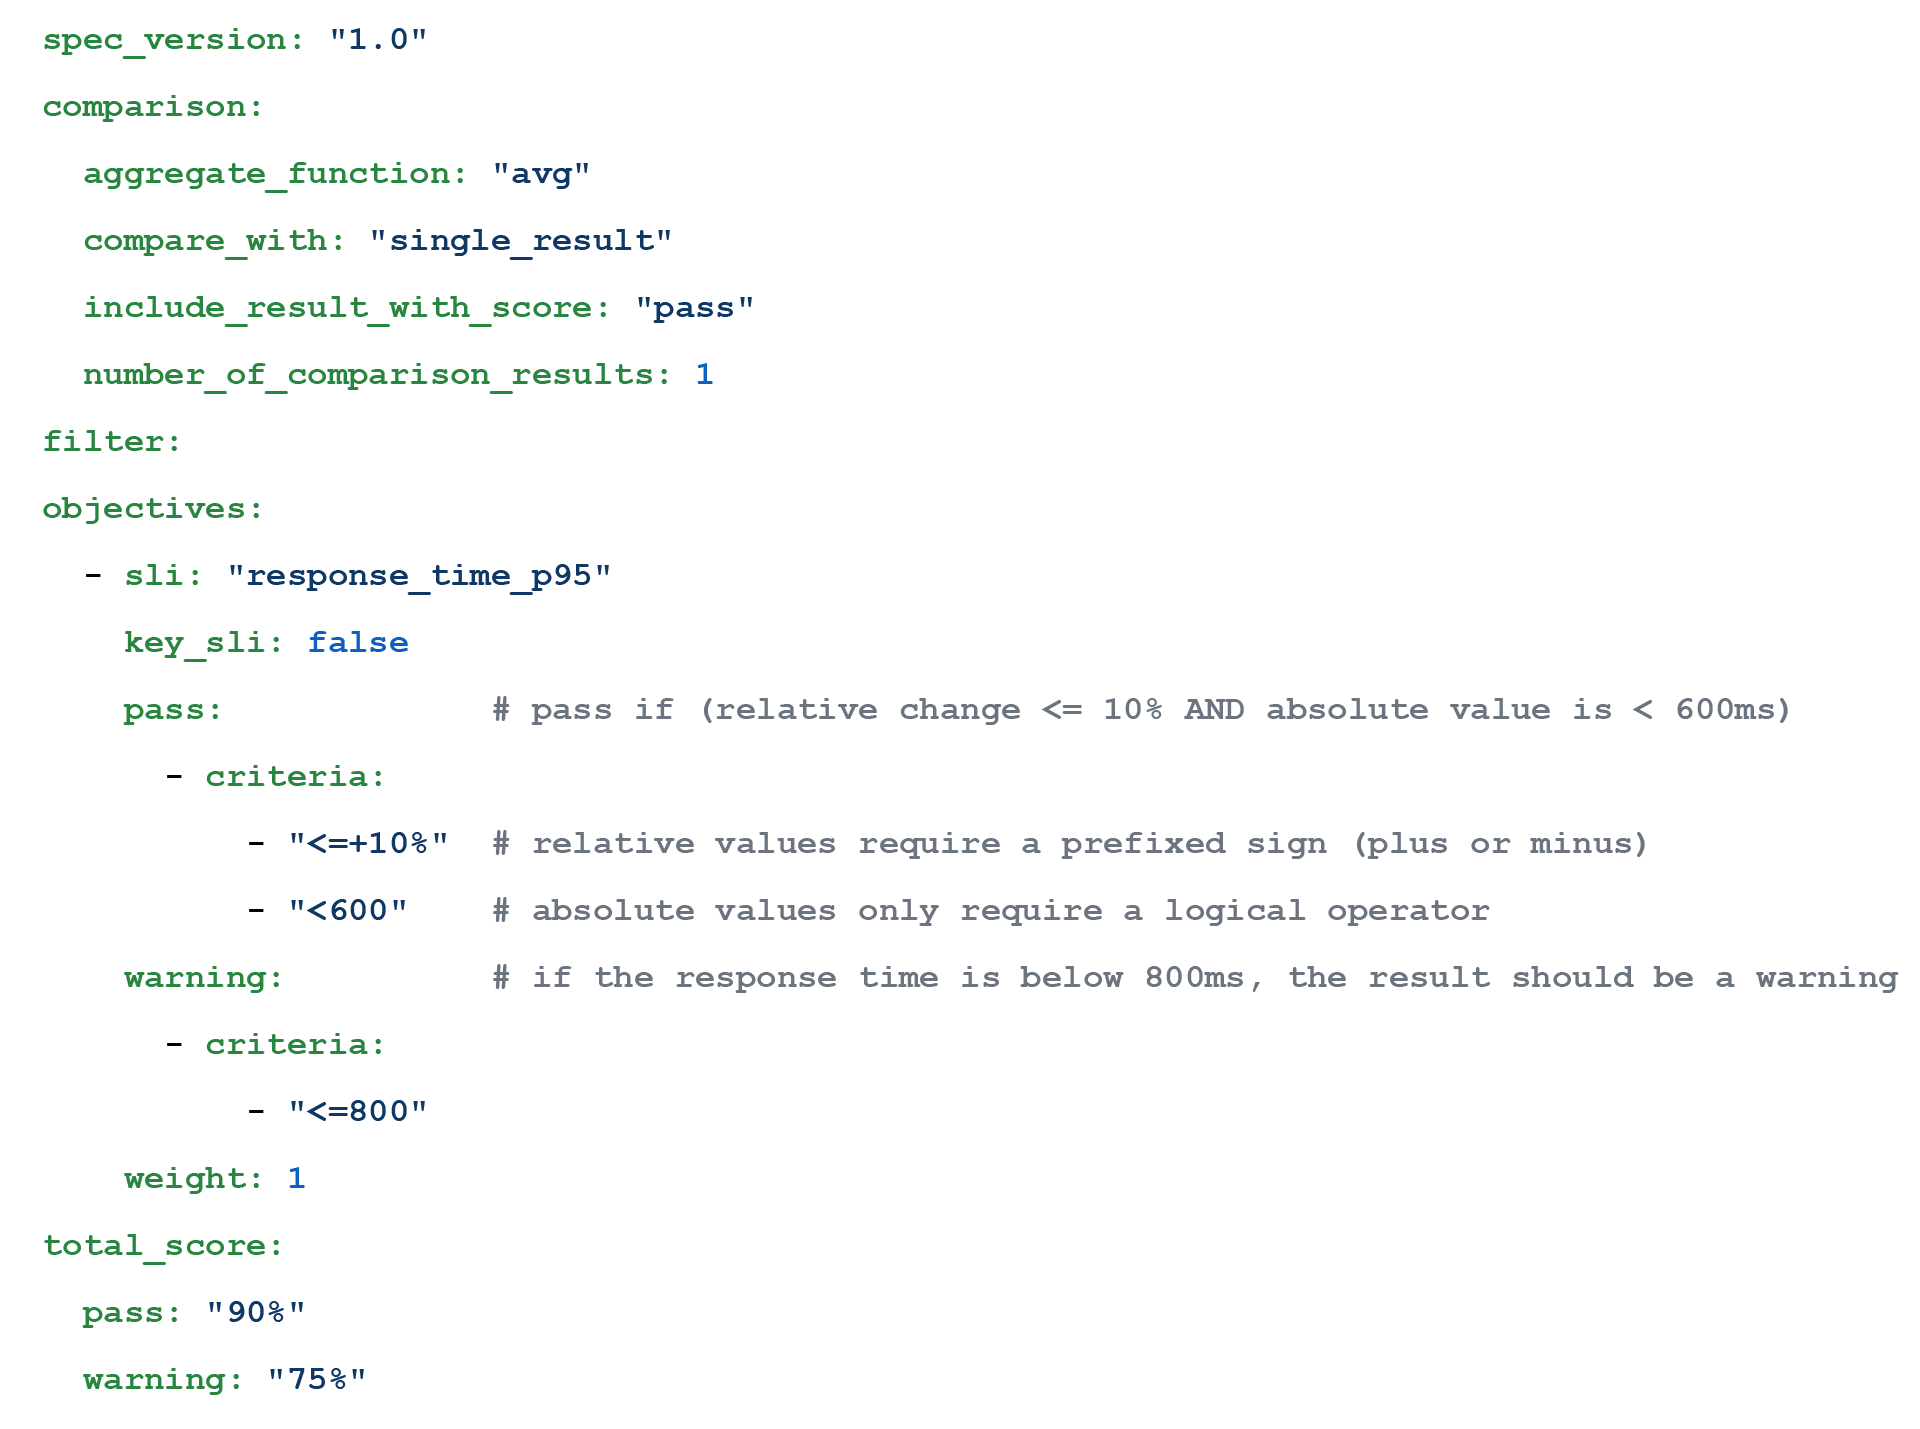 spec_version: "1.0"
comparison:
  aggregate_function: "avg"
  compare_with: "single_result"
  include_result_with_score: "pass"
  number_of_comparison_results: 1
filter:
objectives:
  - sli: "response_time_p95"
    key_sli: false
    pass:             # pass if (relative change <= 10% AND absolute value is < 600ms)
      - criteria:
          - "<=+10%"  # relative values require a prefixed sign (plus or minus)
          - "<600"    # absolute values only require a logical operator
    warning:          # if the response time is below 800ms, the result should be a warning
      - criteria:
          - "<=800"
    weight: 1
total_score:
  pass: "90%"
  warning: "75%"